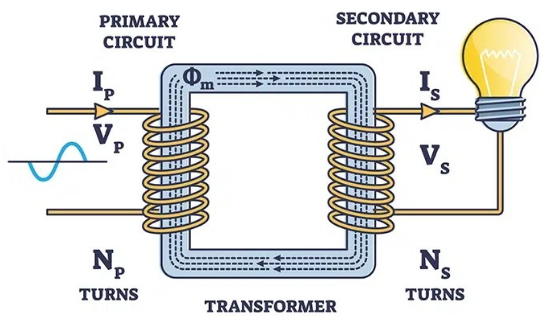 PRIMARY
CIRCUIT
SECONDARY
CIRCUIT
Φm
IP
IS
VP
VS
NP
TURNS
NS
TURNS
TRANSFORMER